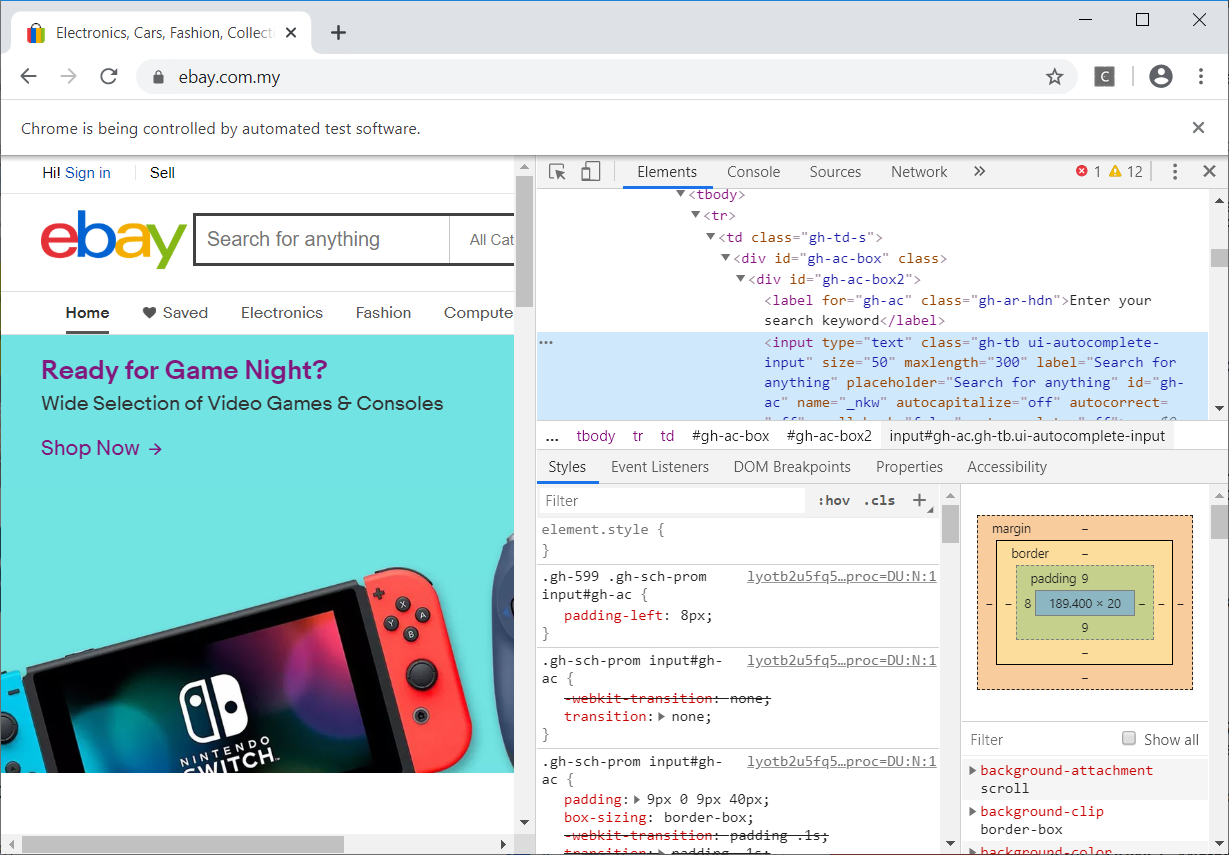 Electronics, Cars, Fashion, Collect
ebay.com.my
C
Chrome is being controlled by automated test software.
Hi! Sign in
Sell
ebay
Search for anything
All Cat
Home
Saved
Electronics
Fashion
Compute
Ready for Game Night?
Wide Selection of Video Games & Consoles
Shop Now →
X
Y
A
B
NINTENDO
SWITCH
Elements
Console
Sources
Network
»
1
12
▼<tbody>
▼<tr>
▼<td class="gh-td-s">
▼<div id="gh-ac-box" class>
▼<div id="gh-ac-box2">
<label for="gh-ac" class="gh-ar-hdn">Enter your
search keyword</label>
...
<input type="text" class="gh-tb ui-autocomplete-
input" size="50" maxlength="300" label="Search for
anything" placeholder="Search for anything" id="gh-
ac" name="_nkw" autocapitalize="off" autocorrect=
... tbody tr td #gh-ac-box #gh-ac-box2 input#gh-ac.gh-tb.ui-autocomplete-input
Styles Event Listeners DOM Breakpoints Properties Accessibility
Filter
:hov .cls +
element.style {
}
.gh-599 .gh-sch-prom lyotb2u5fq5…proc=DU:N:1
input#gh-ac {
padding-left: 8px;
}
.gh-sch-prom input#gh- lyotb2u5fq5…proc=DU:N:1
ac {
-webkit-transition: none;
transition:▶ none;
}
.gh-sch-prom input#gh- lyotb2u5fq5…proc=DU:N:1
ac {
padding:▶ 9px 0 9px 40px;
box-sizing: border-box;
-webkit-transition: padding .1s;
transition:▶ padding .1s;
margin –
border –
padding 9
– – 8 189.400 × 20 – – –
9
–
–
Filter
Show all
▶background-attachment
scroll
▶background-clip
border-box
▶background-color